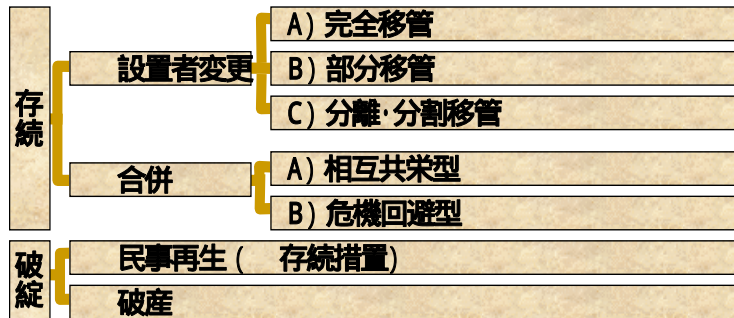 存続
設置者変更
A) 完全移管
B) 部分移管
C) 分離･分割移管
合併
A) 相互共栄型
B) 危機回避型
破綻
民事再生 (　存続措置)
破産